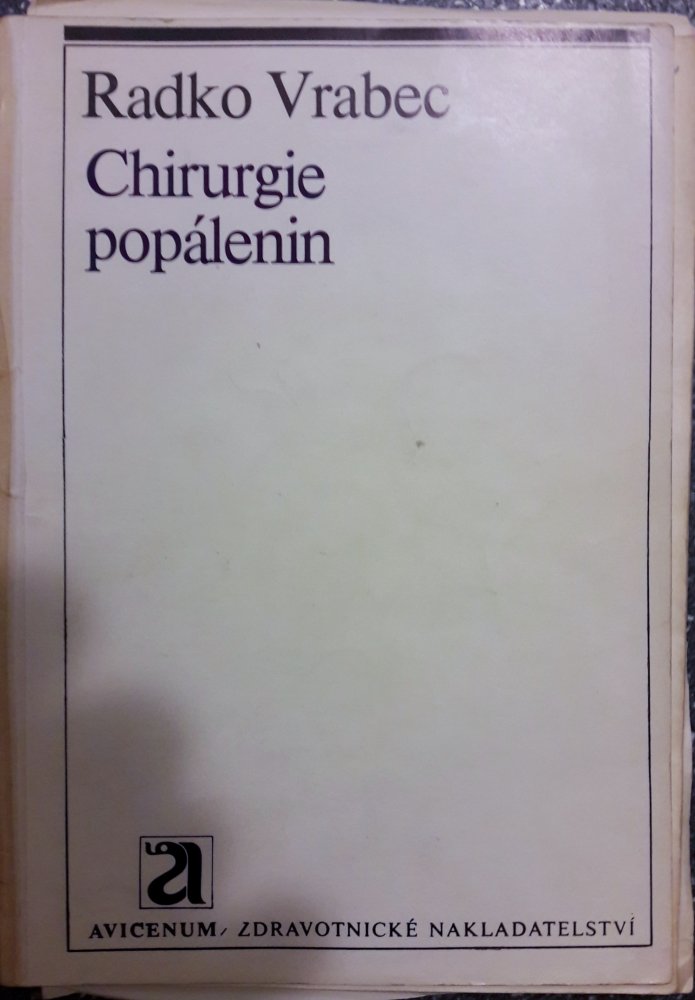 Radko Vrabec
Chirurgie
popálenin
AVICENUM, ZDRAVOTNICKÉ NAKLADATELSTVÍ